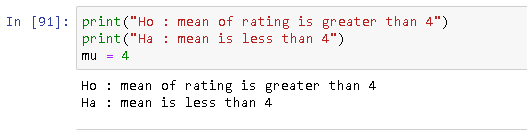 In [91]: print("Ho : mean of rating is greater than 4")
print("Ha : mean is less than 4")
mu = 4
Ho : mean of rating is greater than 4
Ha : mean is less than 4